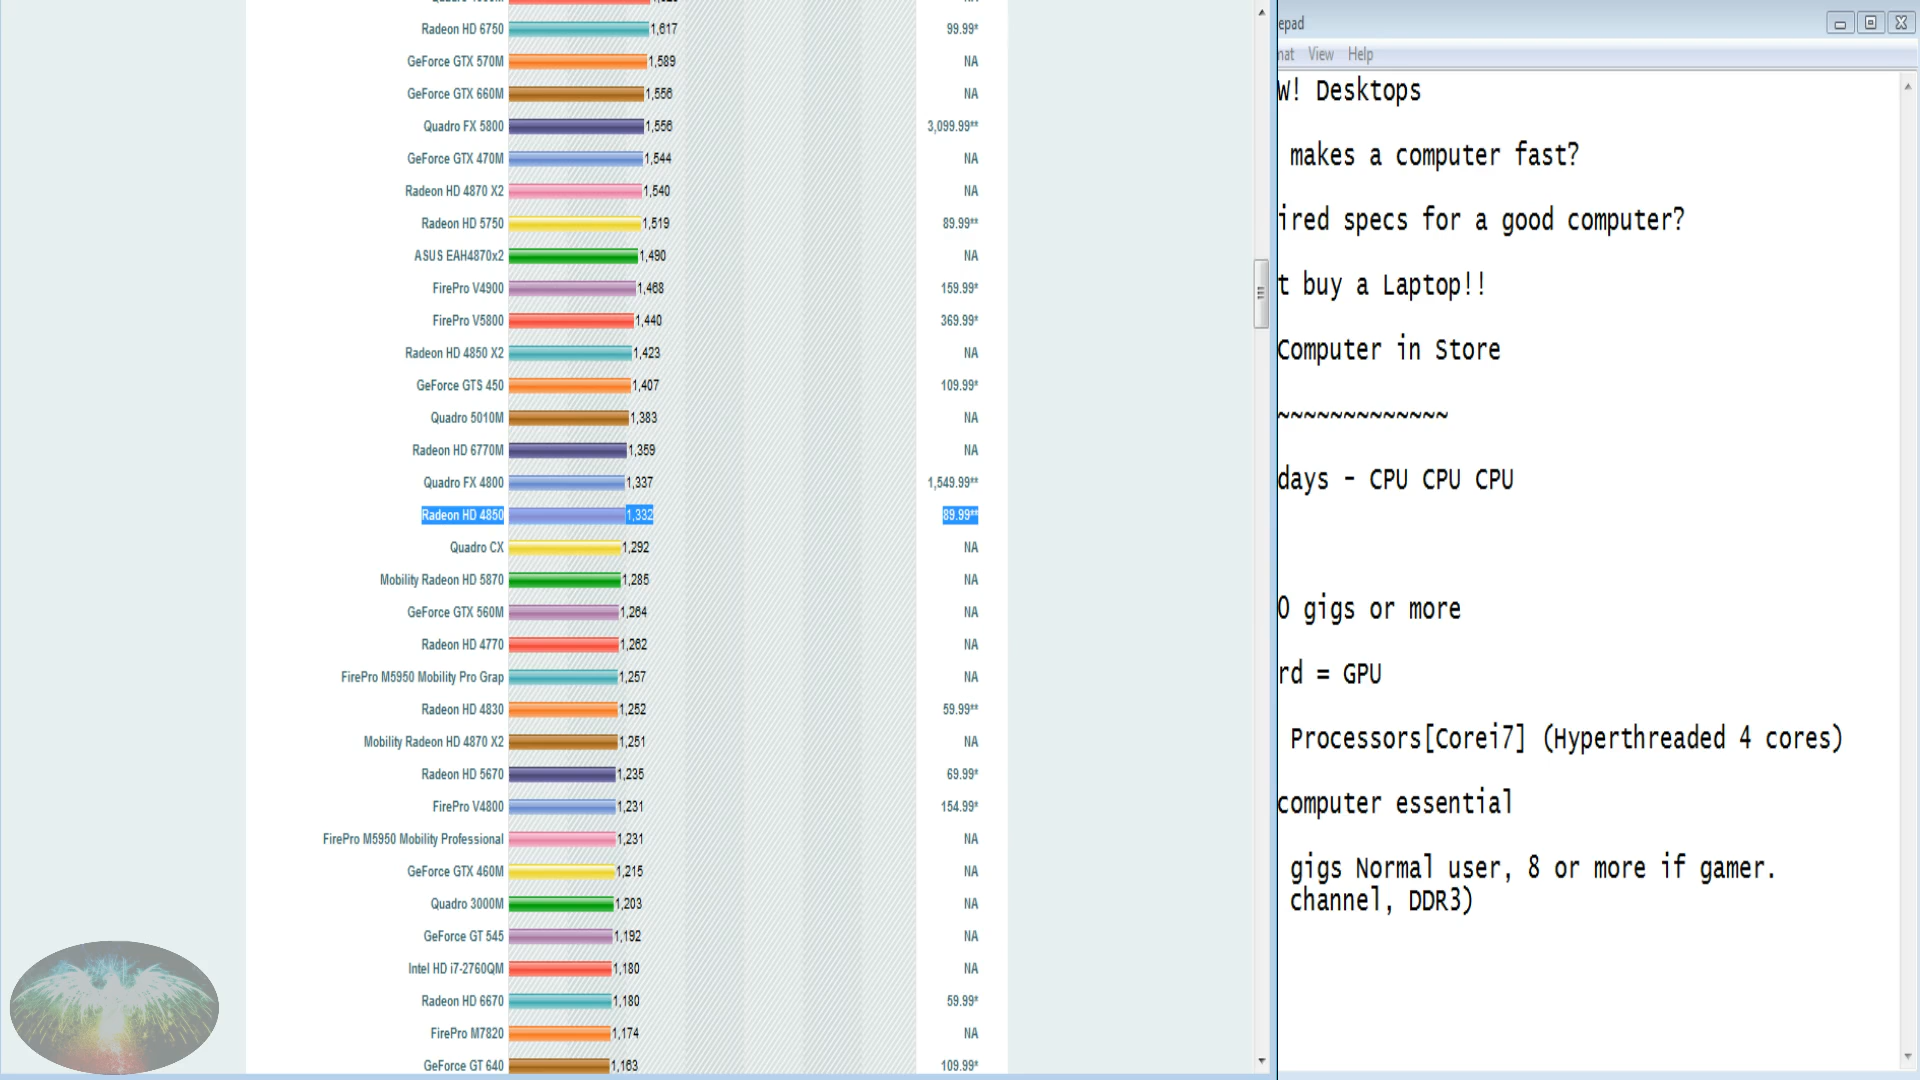 Radeon HD 6750 1,617 99.99*
GeForce GTX 570M 1,589 NA
GeForce GTX 660M 1,556 NA
Quadro FX 5800 1,556 3,099.99**
GeForce GTX 470M 1,544 NA
Radeon HD 4870 X2 1,540 NA
Radeon HD 5750 1,519 89.99**
ASUS EAH4870x2 1,490 NA
FirePro V4900 1,468 159.99*
FirePro V5800 1,440 369.99*
Radeon HD 4850 X2 1,423 NA
GeForce GTS 450 1,407 109.99*
Quadro 5010M 1,383 NA
Radeon HD 6770M 1,359 NA
Quadro FX 4800 1,337 1,549.99**
Radeon HD 4850 1,332 89.99**
Quadro CX 1,292 NA
Mobility Radeon HD 5870 1,285 NA
GeForce GTX 560M 1,264 NA
Radeon HD 4770 1,262 NA
FirePro M5950 Mobility Pro Grap 1,257 NA
Radeon HD 4830 1,252 59.99**
Mobility Radeon HD 4870 X2 1,251 NA
Radeon HD 5670 1,235 69.99*
FirePro V4800 1,231 154.99*
FirePro M5950 Mobility Professional 1,231 NA
GeForce GTX 460M 1,215 NA
Quadro 3000M 1,203 NA
GeForce GT 545 1,192 NA
Intel HD i7-2760QM 1,180 NA
Radeon HD 6670 1,180 59.99*
FirePro M7820 1,174 NA
GeForce GT 640 1,163 109.99*
epad
mat View Help
W! Desktops
makes a computer fast?
ired specs for a good computer?
t buy a Laptop!!
Computer in Store
~~~~~~~~~~~~~
days - CPU CPU CPU
0 gigs or more
rd = GPU
Processors[Corei7] (Hyperthreaded 4 cores)
computer essential
gigs Normal user, 8 or more if gamer.
channel, DDR3)